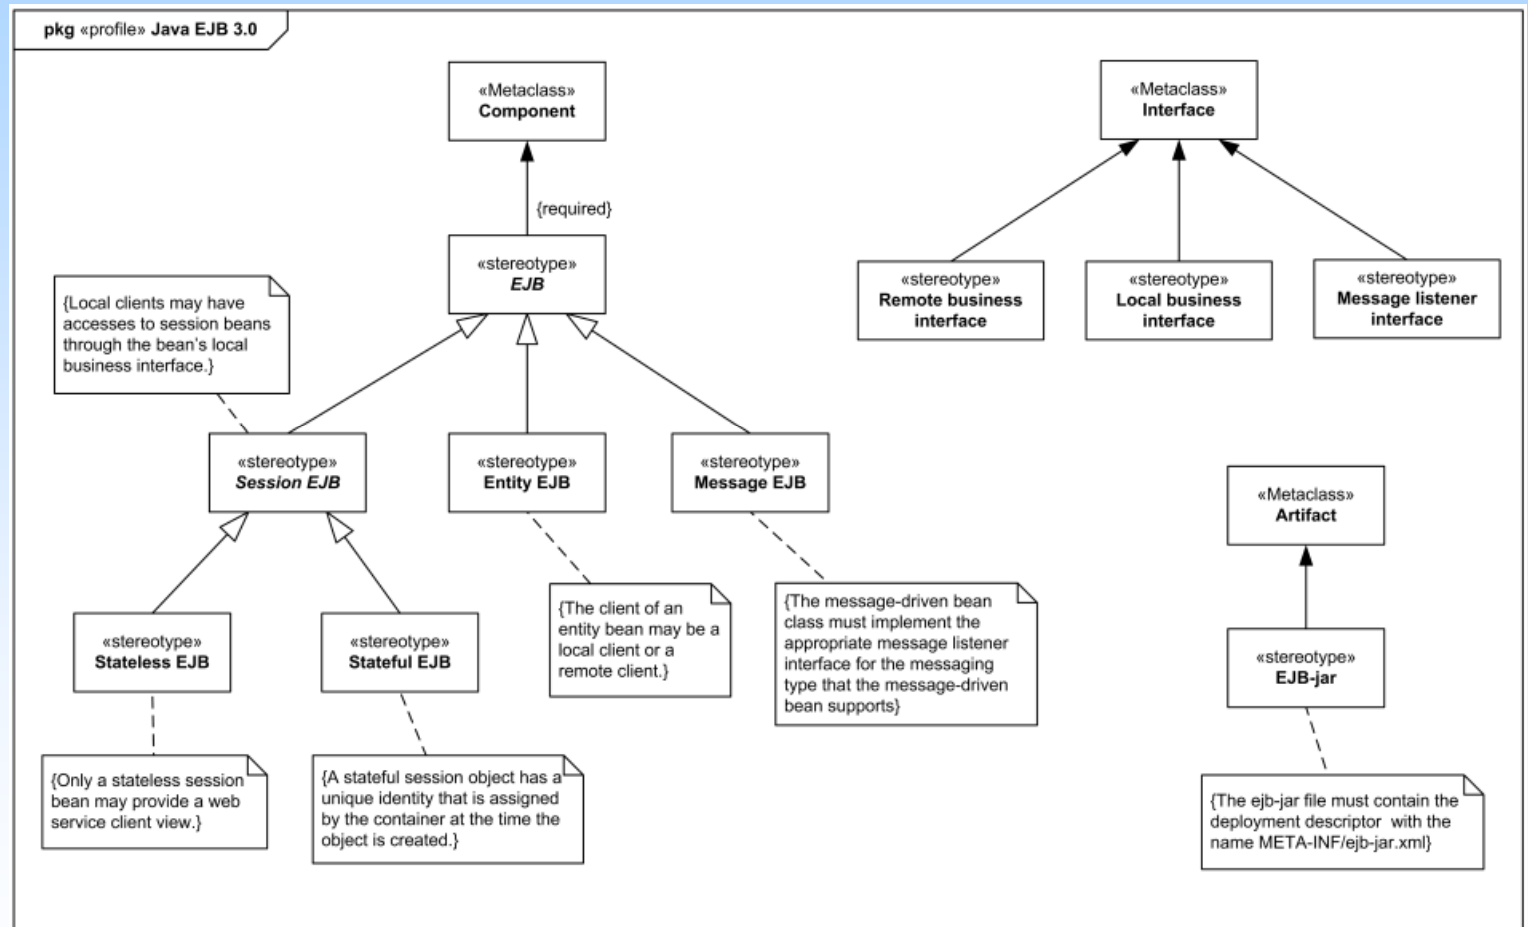 pkg «profile» Java EJB 3.0
«Metaclass»
Component
{required}
«stereotype»
EJB
{Local clients may have
accesses to session beans
through the bean's local
business interface.}
«stereotype»
Session EJB
«stereotype»
Entity EJB
«stereotype»
Message EJB
«stereotype»
Stateless EJB
«stereotype»
Stateful EJB
{The client of an
entity bean may be a
local client or a
remote client.}
{The message-driven bean
class must implement the
appropriate message listener
interface for the messaging
type that the message-driven
bean supports}
{Only a stateless session
bean may provide a web
service client view.}
{A stateful session object has a
unique identity that is assigned
by the container at the time the
object is created.}
«Metaclass»
Interface
«stereotype»
Remote business
interface
«stereotype»
Local business
interface
«stereotype»
Message listener
interface
«Metaclass»
Artifact
«stereotype»
EJB-jar
{The ejb-jar file must contain the
deployment descriptor with the
name META-INF/ejb-jar.xml}